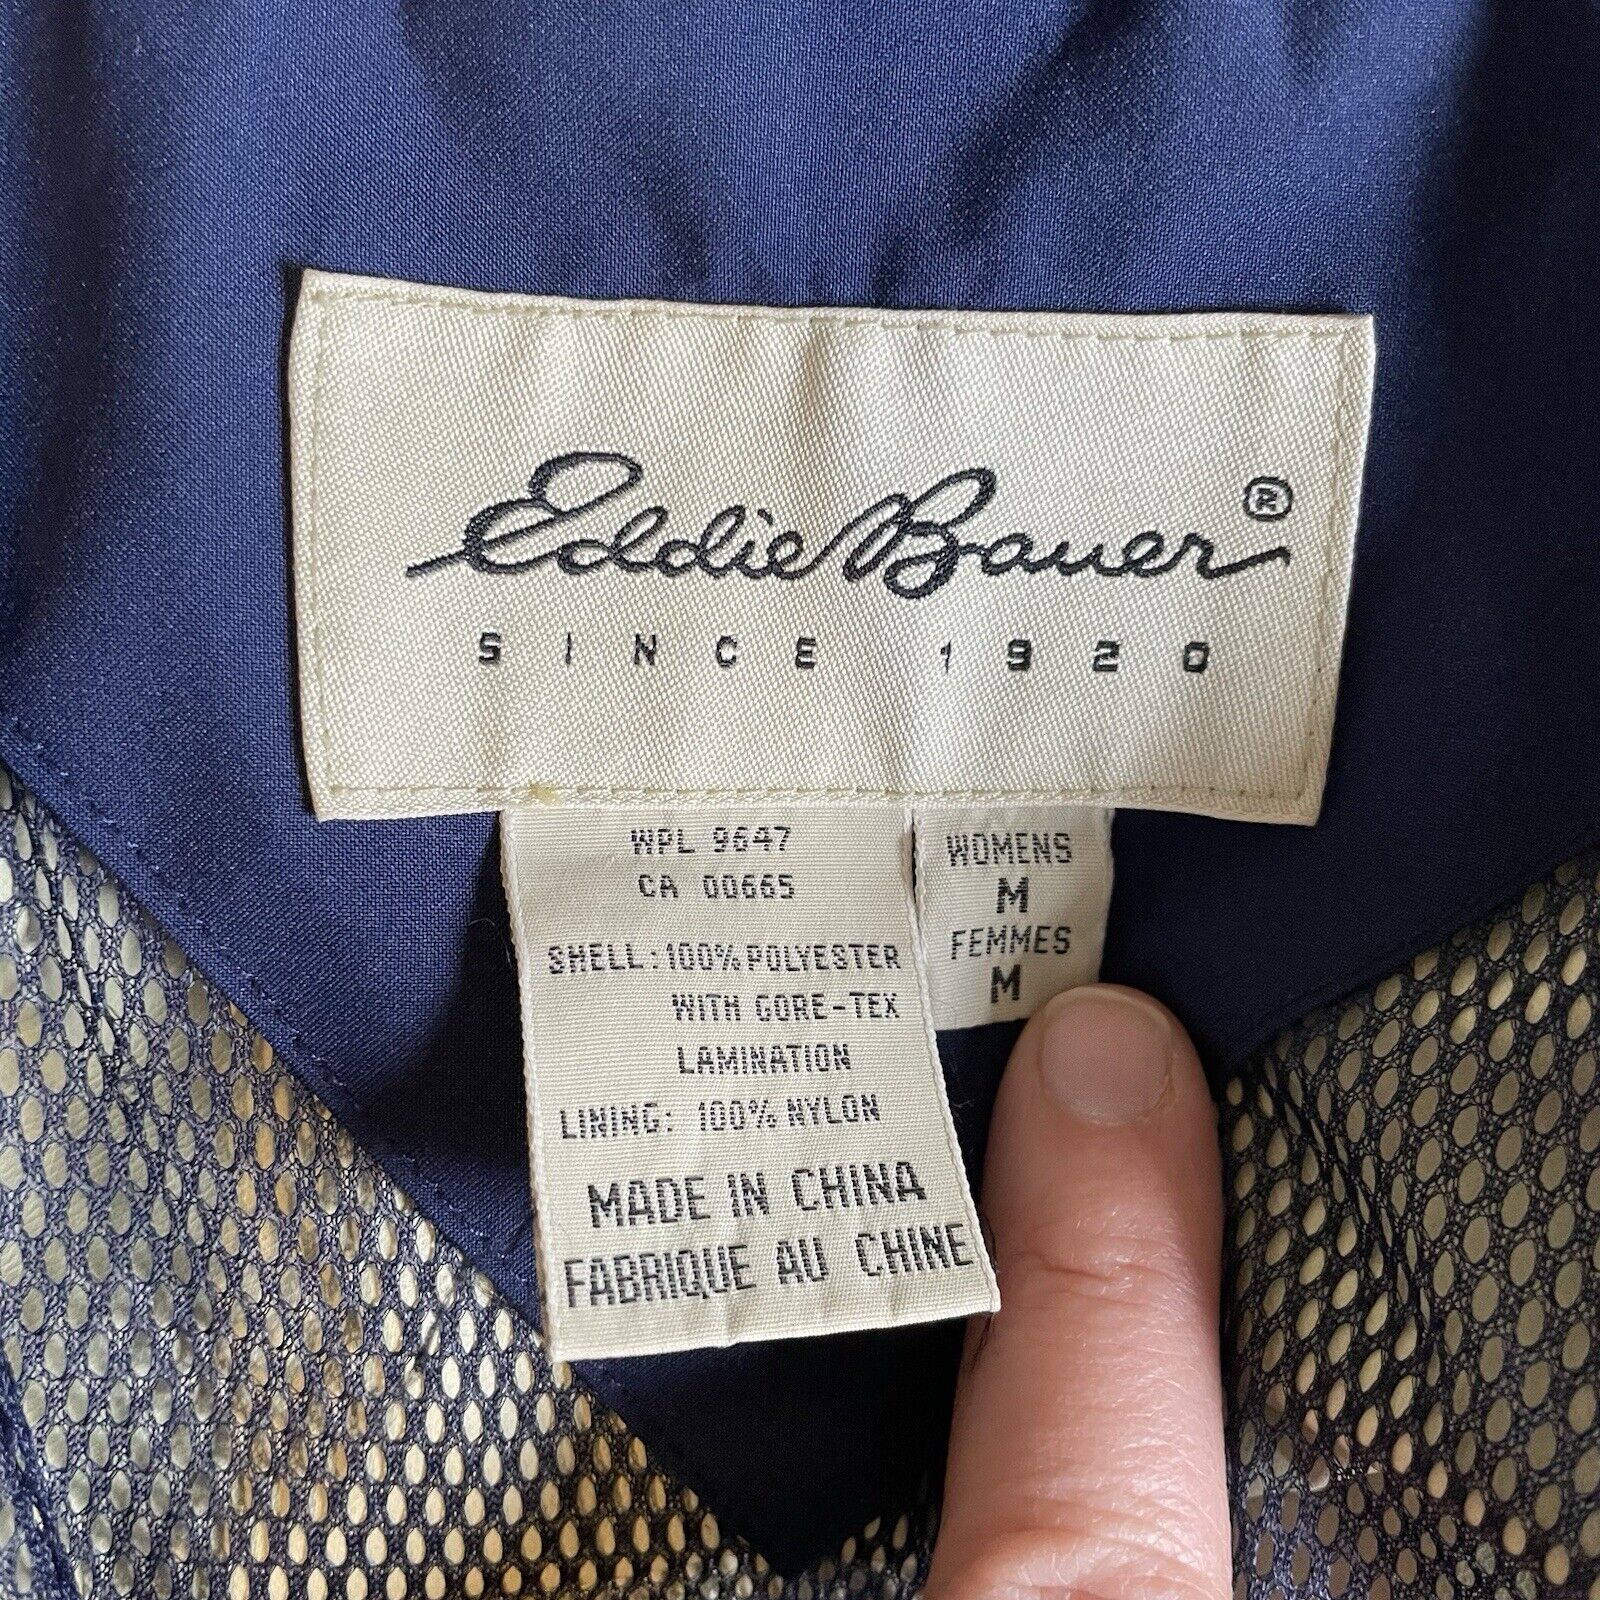 Eddie Bauer®
SINCE 1920
WPL 9647
CA 00665
SHELL: 100% POLYESTER
WITH GORE-TEX
LAMINATION
LINING: 100% NYLON
MADE IN CHINA
FABRIQUE AU CHINE
WOMENS
M
FEMMES
M